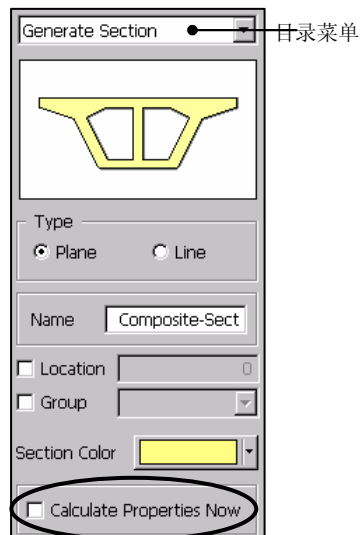 Generate Section
目录菜单
Type
Plane Line
Name Composite-Sect
Location 0
Group
Section Color
Calculate Properties Now